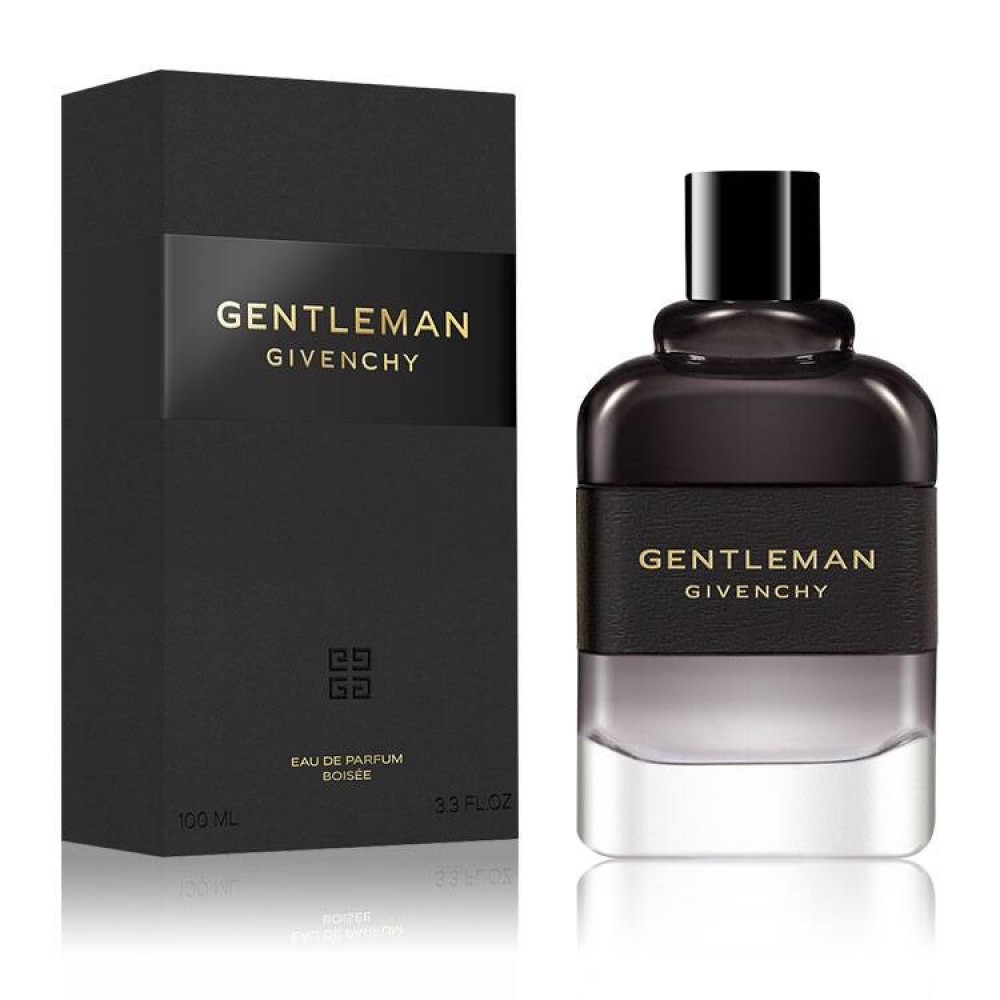 GENTLEMAN
GIVENCHY
EAU DE PARFUM
BOISÉE
100 ML
3.3 FL.OZ
GENTLEMAN
GIVENCHY